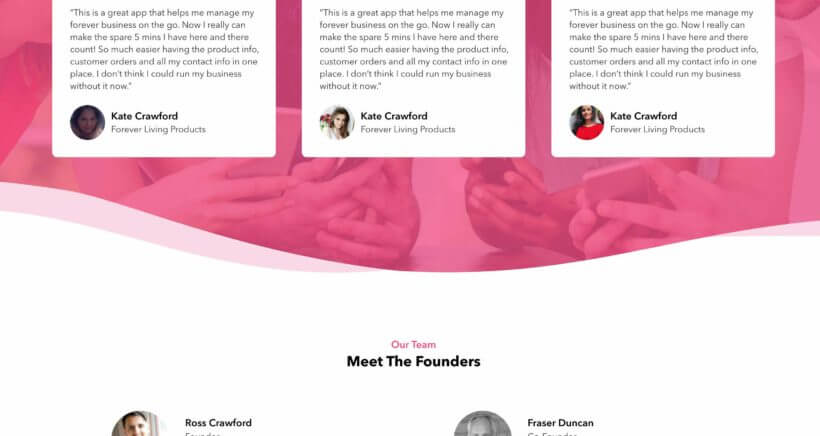 “This is a great app that helps me manage my
forever business on the go. Now I really can
make the spare 5 mins I have here and there
count! So much easier having the product info,
customer orders and all my contact info in one
place. I don’t think I could run my business
without it now.”
Kate Crawford
Forever Living Products
“This is a great app that helps me manage my
forever business on the go. Now I really can
make the spare 5 mins I have here and there
count! So much easier having the product info,
customer orders and all my contact info in one
place. I don’t think I could run my business
without it now.”
Kate Crawford
Forever Living Products
“This is a great app that helps me manage my
forever business on the go. Now I really can
make the spare 5 mins I have here and there
count! So much easier having the product info,
customer orders and all my contact info in one
place. I don’t think I could run my business
without it now.”
Kate Crawford
Forever Living Products
Our Team
Meet The Founders
Ross Crawford
Founder
Fraser Duncan
Co-Founder